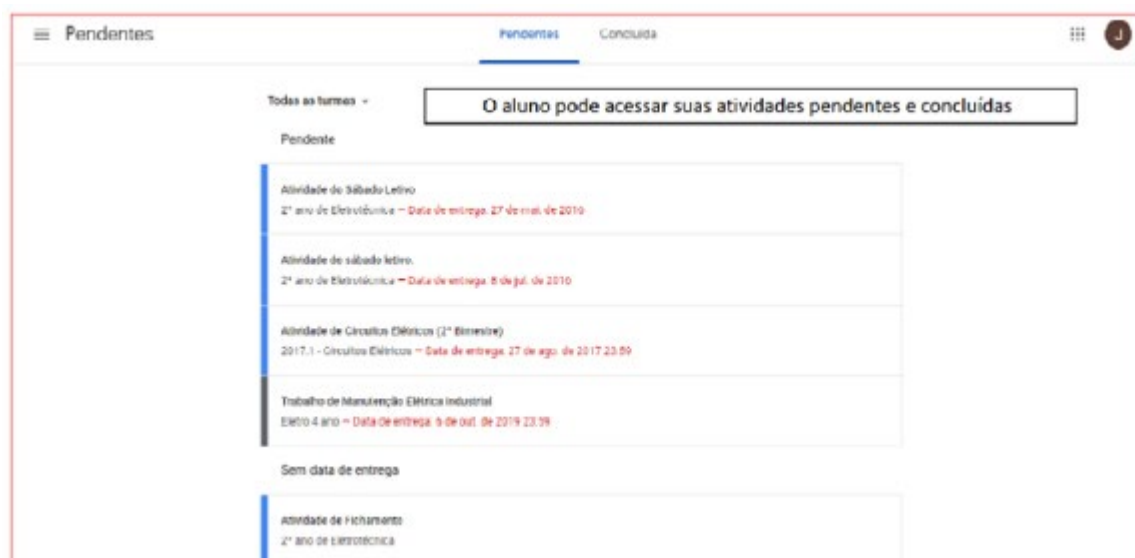 Pendentes
Pendentes
Concluída
J
Todas as turmas
O aluno pode acessar suas atividades pendentes e concluídas
Pendente
Atividade do Sábado Letivo
2º ano de Eletrotécnica – Data de entrega: 27 de mai. de 2016
Atividade de sábado letivo.
2º ano de Eletrotécnica – Data de entrega: 8 de jul. de 2016
Atividade de Circuitos Elétricos (2º Bimestre)
2017.1 - Circuitos Elétricos – Data de entrega: 27 de ago. de 2017 23:59
Trabalho de Manutenção Elétrica Industrial
Eletro 4 ano – Data de entrega: 6 de out. de 2019 23:59
Sem data de entrega
Atividade de Fichamento
2º ano de Eletrotécnica